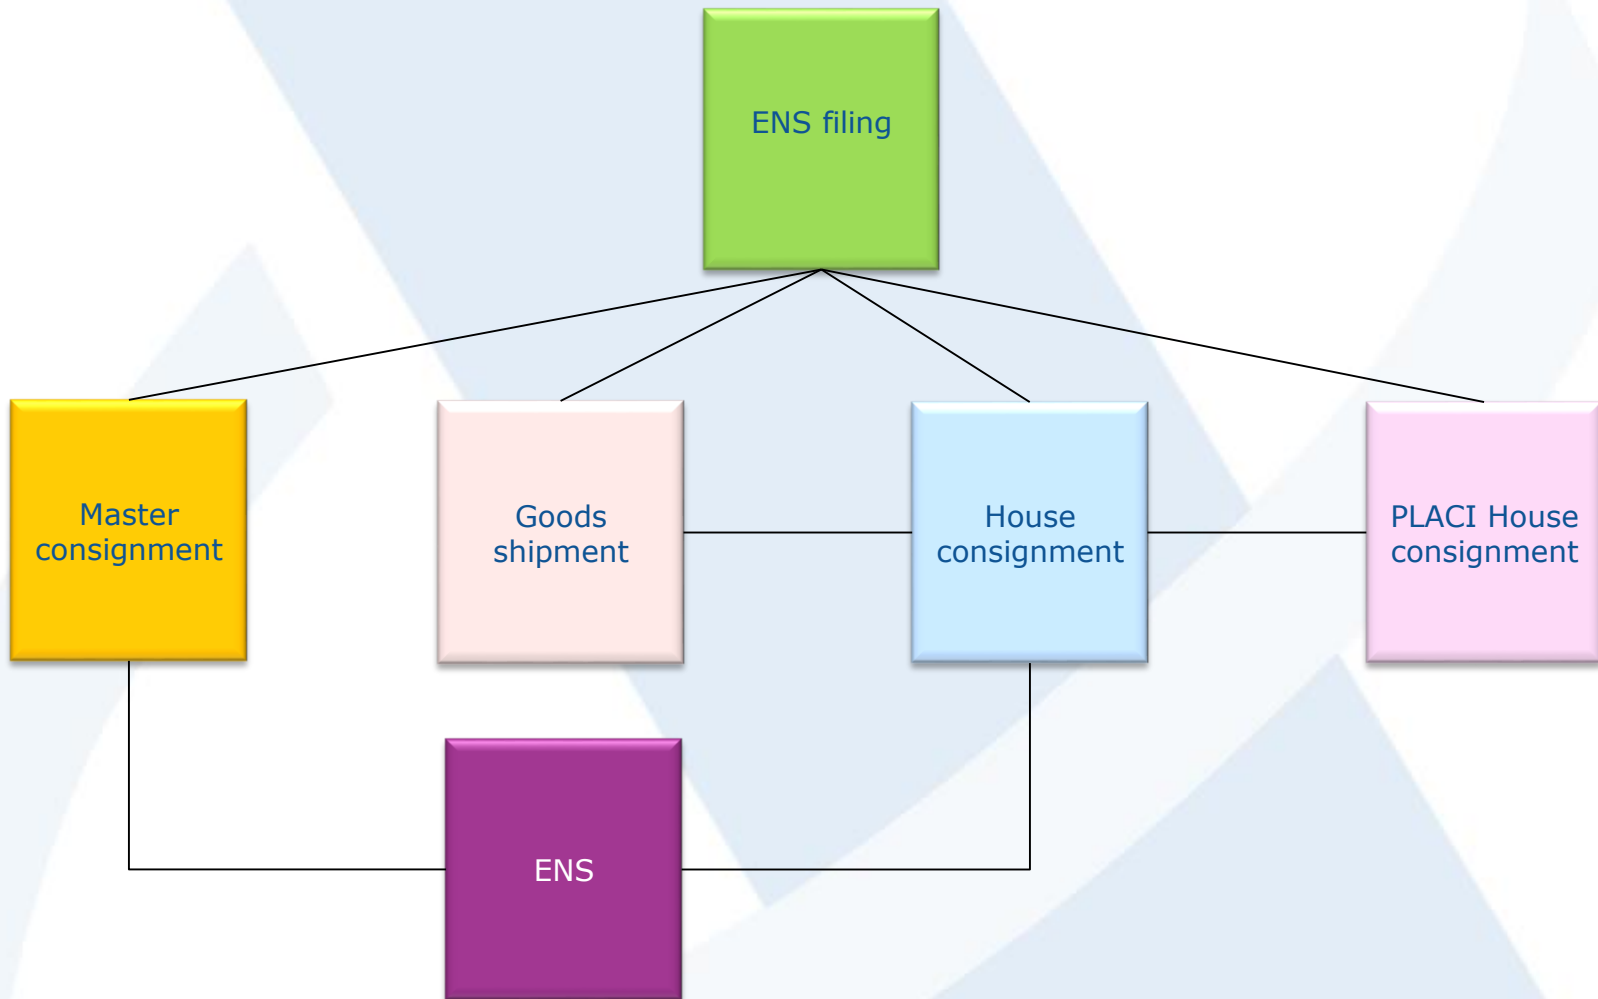 ENS filing
Master
consignment
Goods
shipment
House
consignment
PLACI House
consignment
ENS